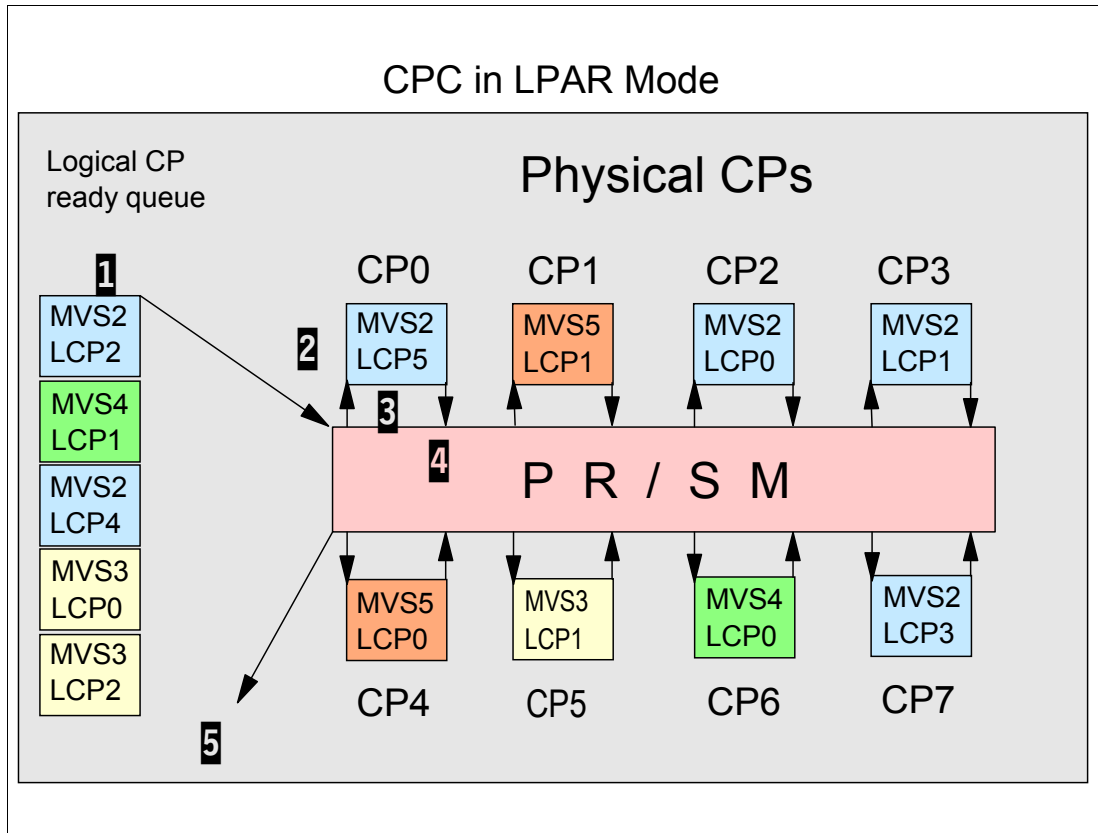 CPC in LPAR Mode
Logical CP
ready queue
Physical CPs
1
MVS2
LCP2
MVS4
LCP1
MVS2
LCP4
MVS3
LCP0
MVS3
LCP2
2
3
4
5
CP0
CP1
CP2
CP3
MVS2
LCP5
MVS5
LCP1
MVS2
LCP0
MVS2
LCP1
P R / S M
MVS5
LCP0
MVS3
LCP1
MVS4
LCP0
MVS2
LCP3
CP4
CP5
CP6
CP7